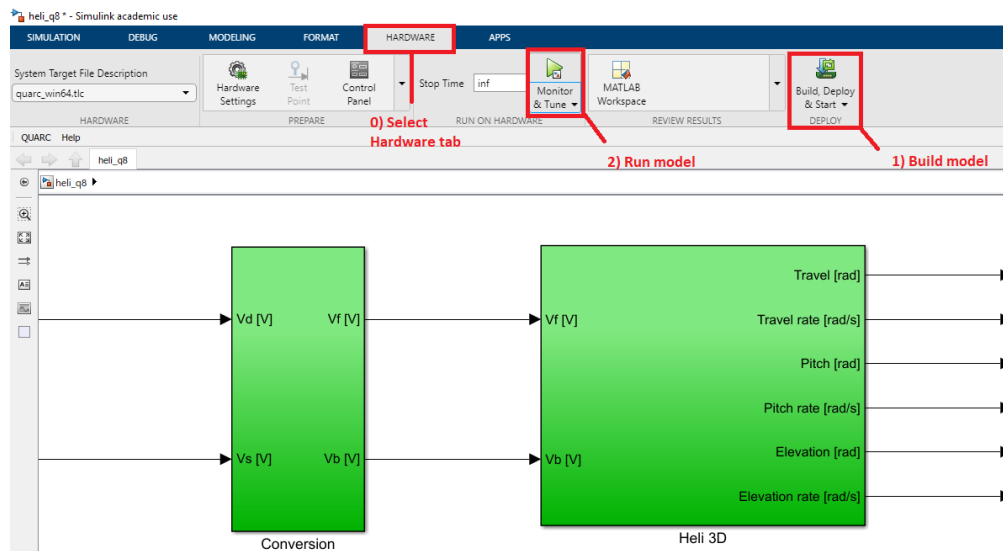 heli_q8 * - Simulink academic use
SIMULATION DEBUG MODELING FORMAT HARDWARE APPS
System Target File Description
quarc_win64.tlc
Hardware
Settings
Test
Point
Control
Panel
Stop Time inf
Monitor
& Tune
MATLAB
Workspace
Build, Deploy
& Start
HARDWARE PREPARE RUN ON HARDWARE REVIEW RESULTS DEPLOY
0) Select
Hardware tab
2) Run model
1) Build model
QUARC Help
heli_q8
heli_q8
Travel [rad]
Vd [V] Vf [V] Vf [V] Travel rate [rad/s]
Pitch [rad]
Pitch rate [rad/s]
Elevation [rad]
Vs [V] Vb [V] Vb [V]
Elevation rate [rad/s]
Conversion
Heli 3D